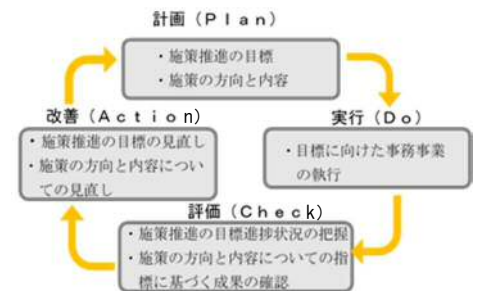 計画（Ｐｌａｎ）
・施策推進の目標
・施策の方向と内容
改善（Ａｃｔｉｏｎ）
・施策推進の目標の見直し
・施策の方向と内容につい
ての見直し
実行（Ｄｏ）
・目標に向けた事務事業
の執行
評価（Ｃｈｅｃｋ）
・施策推進の目標進捗状況の把握
・施策の方向と内容についての指
標に基づく成果の確認